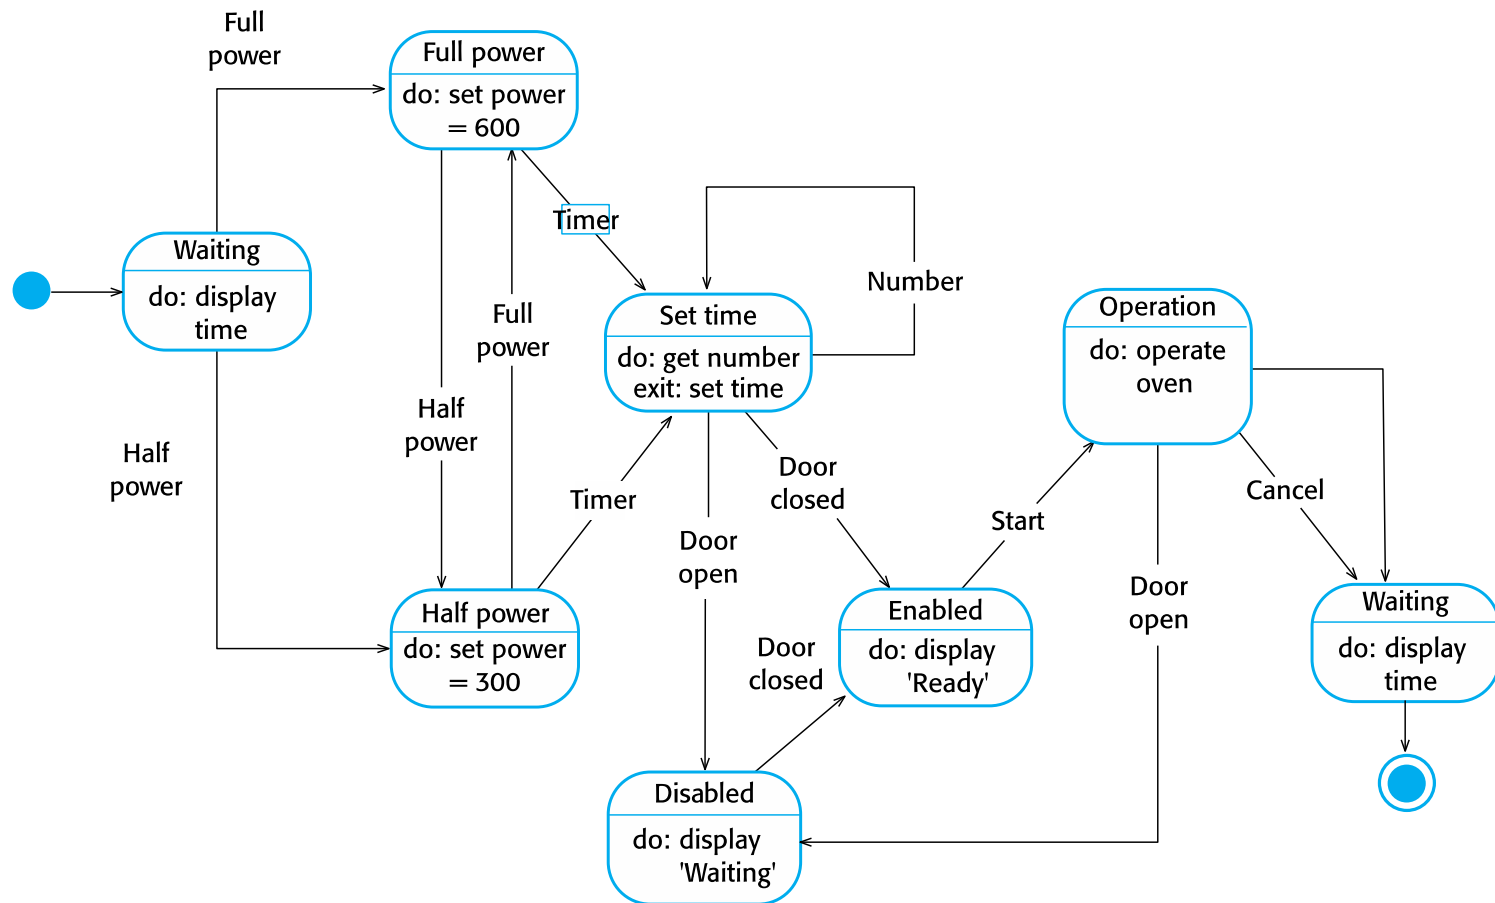 Full
power
Full power
do: set power
= 600
Timer
Waiting
do: display
time
Number
Full
power
Set time
do: get number
exit: set time
Operation
do: operate
oven
Half
power
Half
power
Timer
Door
closed
Door
open
Start
Cancel
Door
open
Half power
do: set power
= 300
Enabled
do: display
'Ready'
Door
closed
Waiting
do: display
time
Disabled
do: display
'Waiting'